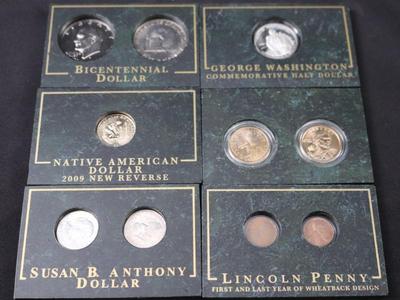 BICENTENNIAL
DOLLAR
GEORGE WASHINGTON
COMMEMORATIVE HALF DOLLAR
NATIVE AMERICAN
DOLLAR
2009 NEW REVERSE
SUSAN B. ANTHONY
DOLLAR
LINCOLN PENNY
FIRST AND LAST YEAR OF WHEATBACK DESIGN